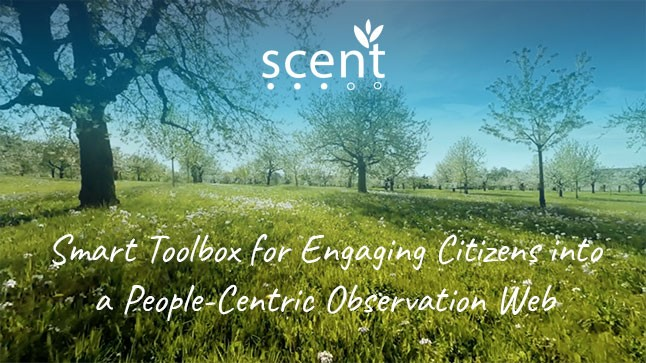 scent
Smart Toolbox for Engaging Citizens into
a People-Centric Observation Web